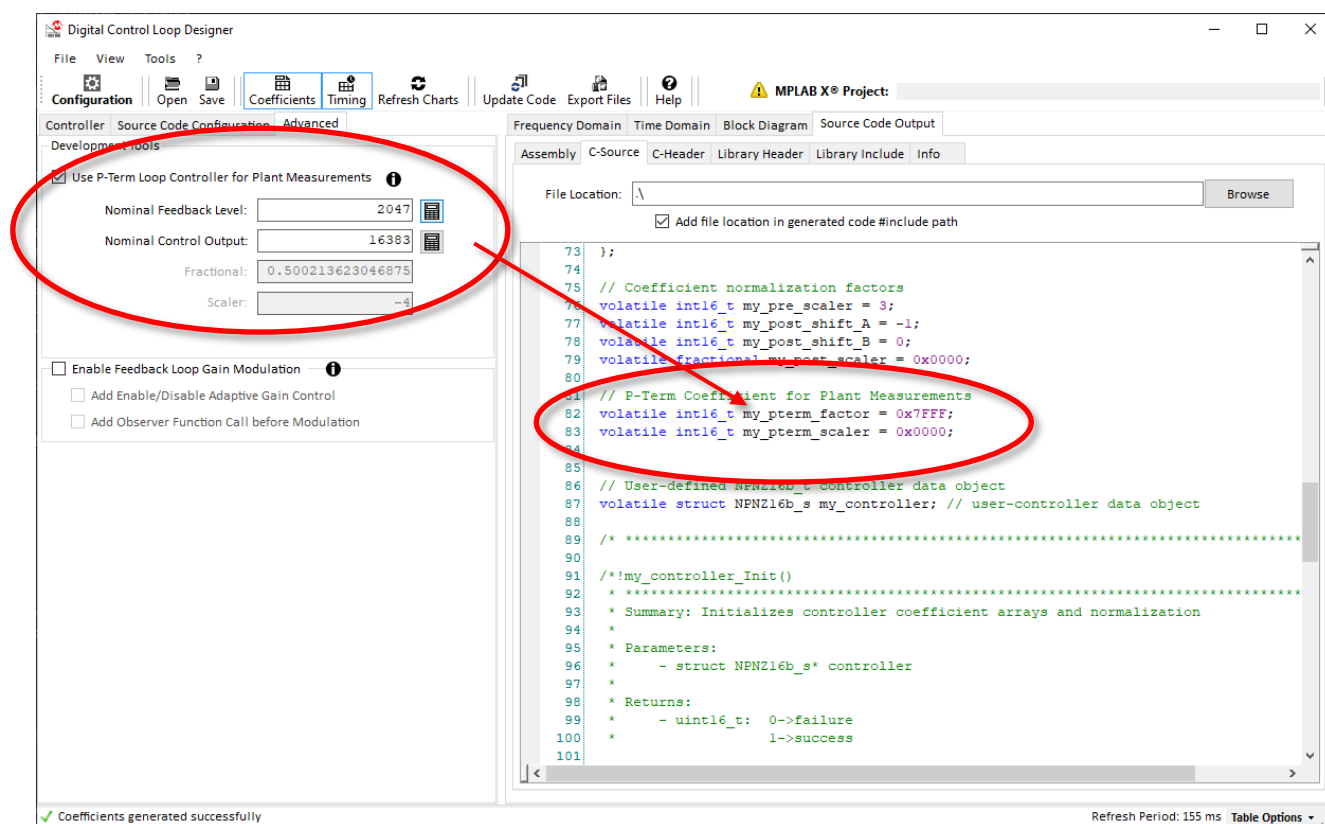 Digital Control Loop Designer
File View Tools ?
Configuration Open Save Coefficients Timing Refresh Charts Update Code Export Files Help MPLAB X® Project:
Controller Source Code Configuration Advanced
Development Tools
Use P-Term Loop Controller for Plant Measurements
Nominal Feedback Level: 2047
Nominal Control Output: 16383
Fractional: 0.500213623046875
Scaler: -4
Enable Feedback Loop Gain Modulation
Add Enable/Disable Adaptive Gain Control
Add Observer Function Call before Modulation
Frequency Domain Time Domain Block Diagram Source Code Output
Assembly C-Source C-Header Library Header Library Include Info
File Location: .\ Browse
Add file location in generated code #include path
73 };
74
75 // Coefficient normalization factors
76 volatile int16_t my_pre_scaler = 3;
77 volatile int16_t my_post_shift_A = -1;
78 volatile int16_t my_post_shift_B = 0;
79 volatile fractional my_post_scaler = 0x0000;
80
81 // P-Term Coefficient for Plant Measurements
82 volatile int16_t my_pterm_factor = 0x7FFF;
83 volatile int16_t my_pterm_scaler = 0x0000;
84
85
86 // User-defined NPNZ16b_t controller data object
87 volatile struct NPNZ16b_s my_controller; // user-controller data object
88
89 /* ***********************************************************************************
90
91 /*!my_controller_Init()
92 * ***********************************************************************************
93 * Summary: Initializes controller coefficient arrays and normalization
94 *
95 * Parameters:
96 * - struct NPNZ16b_s* controller
97 *
98 * Returns:
99 * - uint16_t: 0->failure
100 * 1->success
101
Coefficients generated successfully
Refresh Period: 155 ms Table Options